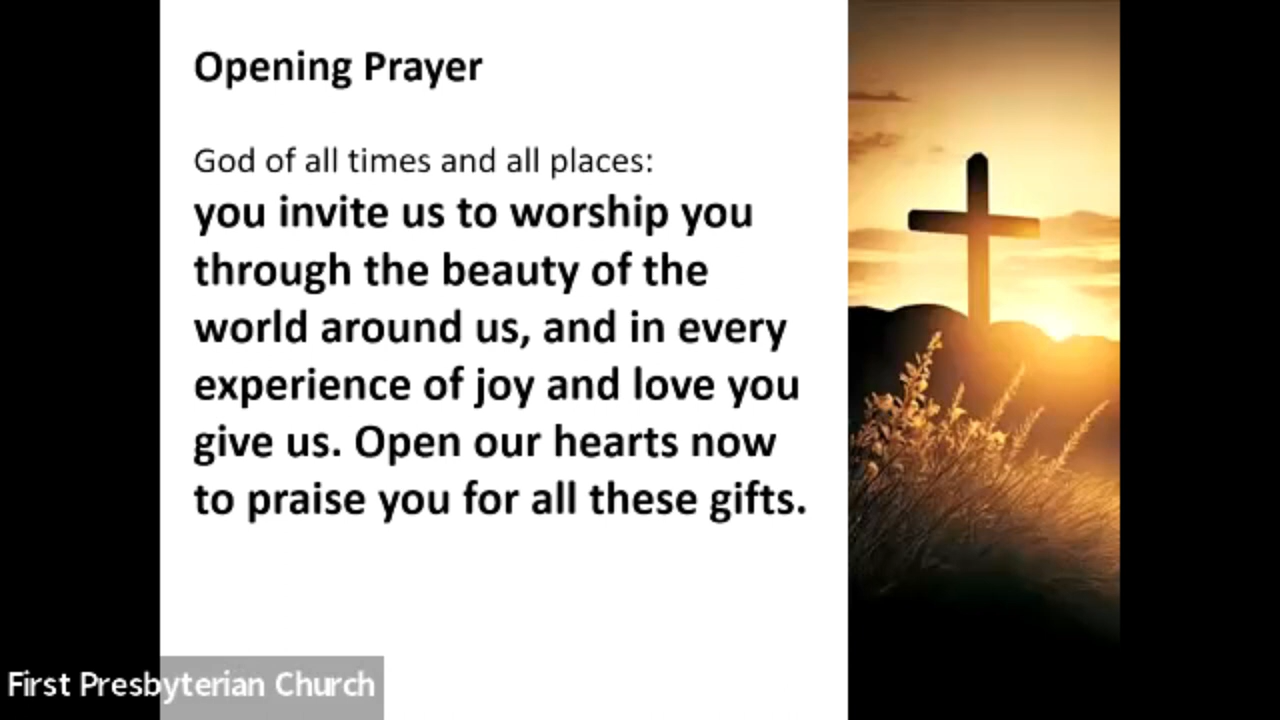 Opening Prayer
God of all times and all places:
you invite us to worship you
through the beauty of the
world around us, and in every
experience of joy and love you
give us. Open our hearts now
to praise you for all these gifts.
First Presbyterian Church